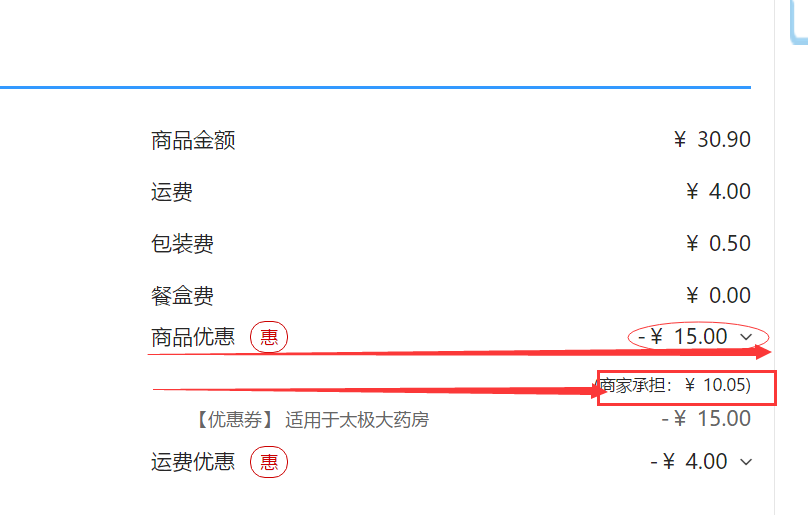 商品金额 ¥ 30.90
运费 ¥ 4.00
包装费 ¥ 0.50
餐盒费 ¥ 0.00
商品优惠 惠 -¥ 15.00
(商家承担: ¥ 10.05)
【优惠券】 适用于太极大药房 -¥ 15.00
运费优惠 惠 -¥ 4.00